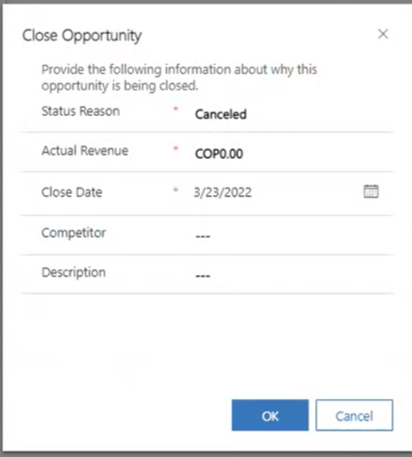 Close Opportunity
Provide the following information about why this
opportunity is being closed.
Status Reason * Canceled
Actual Revenue * COP0.00
Close Date * 3/23/2022
Competitor ---
Description ---
OK Cancel